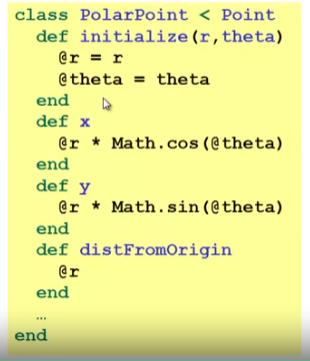 class PolarPoint < Point
  def initialize(r,theta)
    @r = r
    @theta = theta
  end
  def x
    @r * Math.cos(@theta)
  end
  def y
    @r * Math.sin(@theta)
  end
  def distFromOrigin
    @r
  end
  …
end